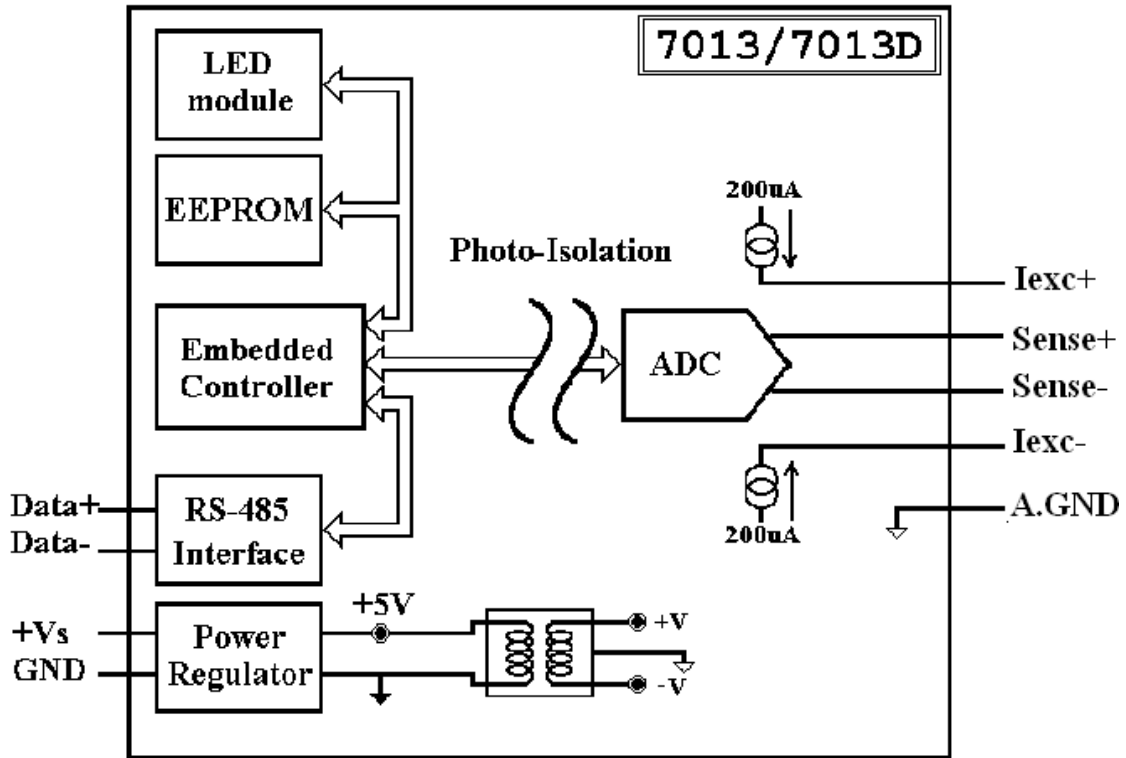 7013/7013D
LED
module
EEPROM
200uA
Photo-Isolation
Iexc+
Embedded
Controller
ADC
Sense+
Sense-
Iexc-
200uA
A.GND
Data+
Data-
RS-485
Interface
+Vs
GND
Power
Regulator
+5V
+V
-V